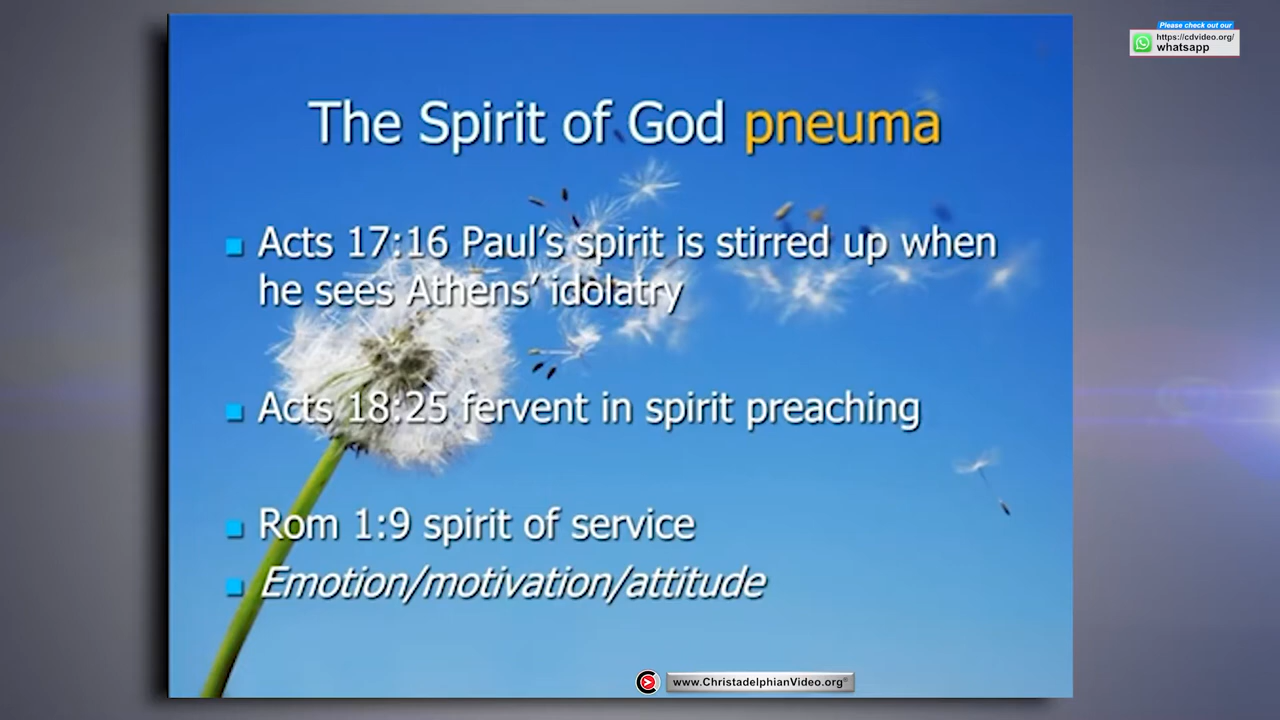 Please check out our
https://cdvideo.org/
whatsapp
The Spirit of God pneuma
Acts 17:16 Paul's spirit is stirred up when
he sees Athens' idolatry
Acts 18:25 fervent in spirit preaching
Rom 1:9 spirit of service
Emotion/motivation/attitude
www.ChristadelphianVideo.org®